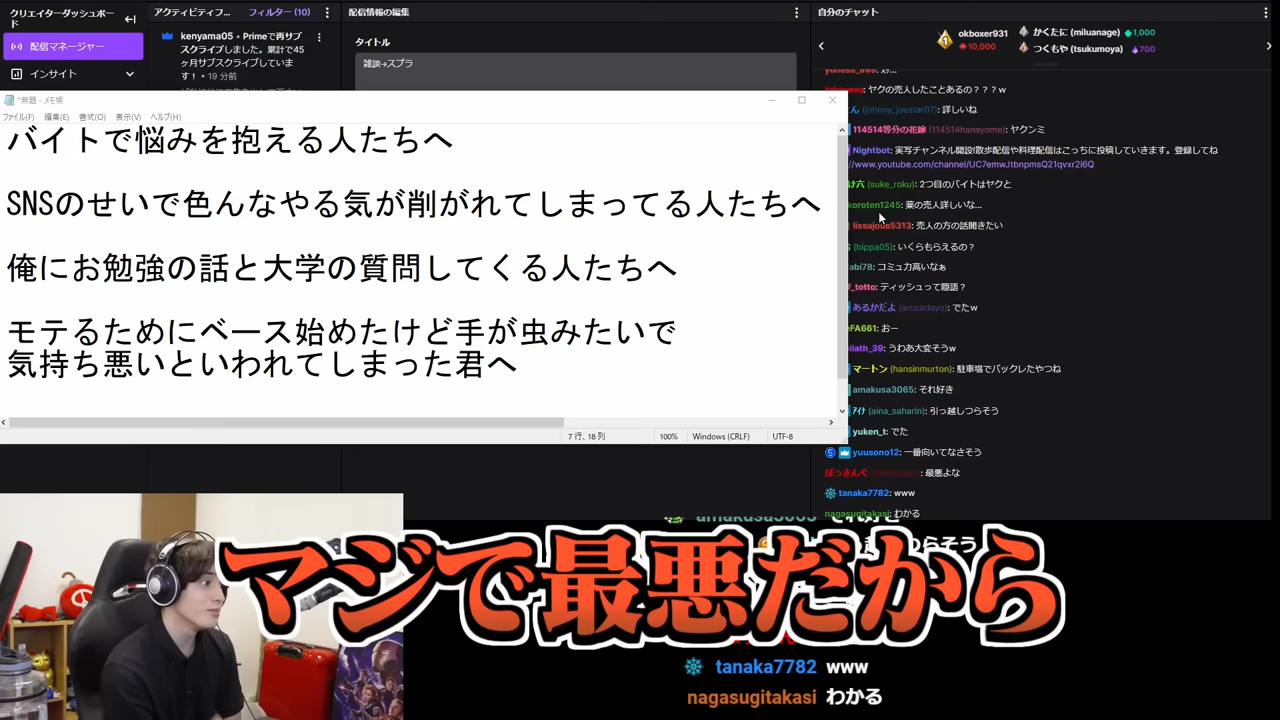 クリエイターダッシュボード
配信マネージャー
インサイト
アクティビティフ...
フィルター (10)
kenyama05 • Primeで再サブスクライブしました。累計で45ヶ月サブスクライブしています！ • 19 分前
配信情報の編集
タイトル
雑談→スプラ
自分のチャット
okboxer931
10,000
かくたに (miluanage) 1,000
つくもや (tsukumoya) 700
ヤクの売人したことあるの？？？w
(johnny_joestar07): 詳しいね
114514等分の花嫁 (114514hanayome): ヤクンミ
Nightbot: 実写チャンネル開設!散歩配信や料理配信はこっちに投稿していきます。登録してね
//www.youtube.com/channel/UC7emwJtbnpmsQ21qvxr2i6Q
(suke_roku): 2つ目のバイトはヤクと
koroten1245: 薬の売人詳しいな...
lissajous5313: 売人の方の話聞きたい
(bippa05): いくらもらえるの？
abi78: コミュ力高いなぁ
_totto: ティッシュって隠語？
あるかだよ (arucadayo): でたw
eFA661: おー
iiath_39: うわあ大変そうw
マートン (hansinmurton): 駐車場でバックレたやつね
amakusa3065: それ好き
ｱｲﾅ (aina_saharin): 引っ越しつらそう
yuken_t: でた
yuusono12: 一番向いてなさそう
ぼっきんぐ
最悪よな
tanaka7782: www
nagasugitakasi: わかる
*無題 - メモ帳
ファイル(F) 編集(E) 書式(O) 表示(V) ヘルプ(H)
バイトで悩みを抱える人たちへ
SNSのせいで色んなやる気が削がれてしまってる人たちへ
俺にお勉強の話と大学の質問してくる人たちへ
モテるためにベース始めたけど手が虫みたいで
気持ち悪いといわれてしまった君へ
7 行、18 列
100%
Windows (CRLF)
UTF-8
マジで最悪だから
tanaka7782 www
nagasugitakasi わかる